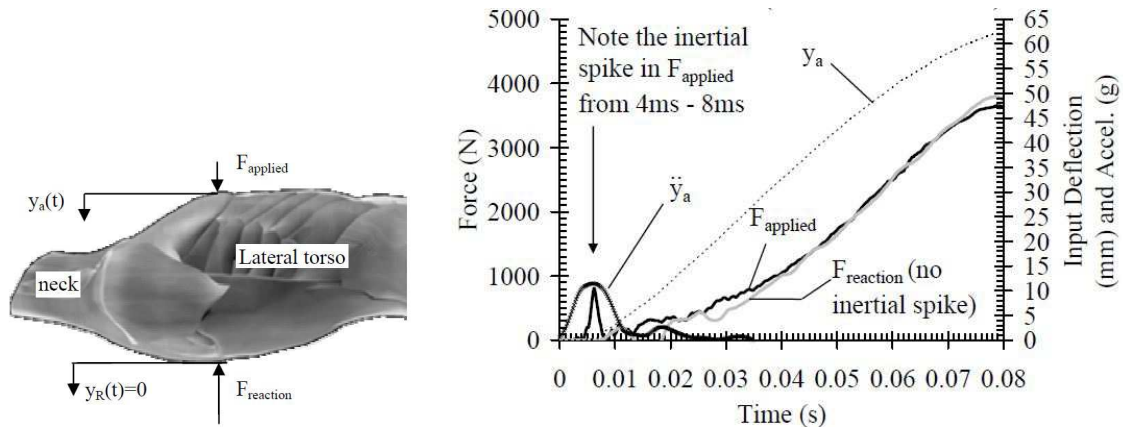 F_applied
y_a(t)
Lateral torso
neck
y_R(t)=0
F_reaction
5000
4000
3000
2000
1000
0
Force (N)
Note the inertial
spike in F_applied
from 4ms - 8ms
y_a
ÿ_a
F_applied
F_reaction (no
inertial spike)
65
60
55
50
45
40
35
30
25
20
15
10
5
0
Input Deflection
(mm) and Accel. (g)
0 0.01 0.02 0.03 0.04 0.05 0.06 0.07 0.08
Time (s)